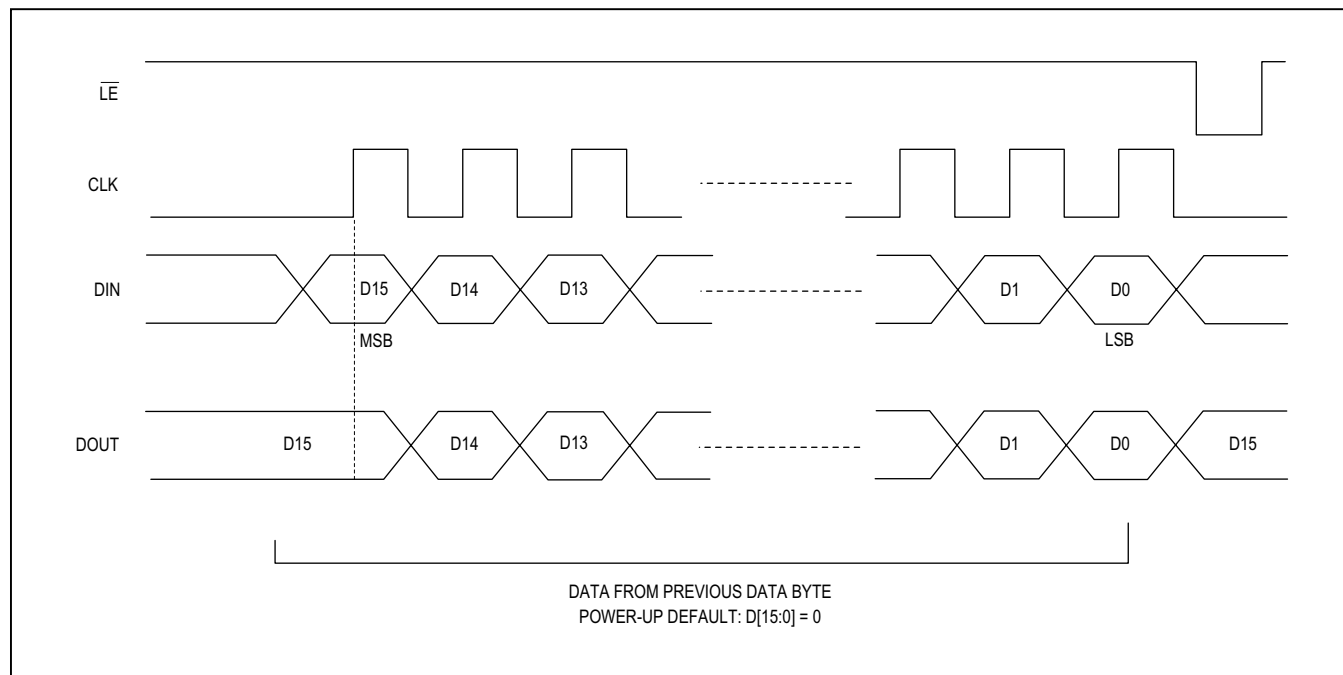 LE
CLK
DIN
D15
D14
D13
D1
D0
MSB
LSB
DOUT
D15
D14
D13
D1
D0
D15
DATA FROM PREVIOUS DATA BYTE
POWER-UP DEFAULT: D[15:0] = 0